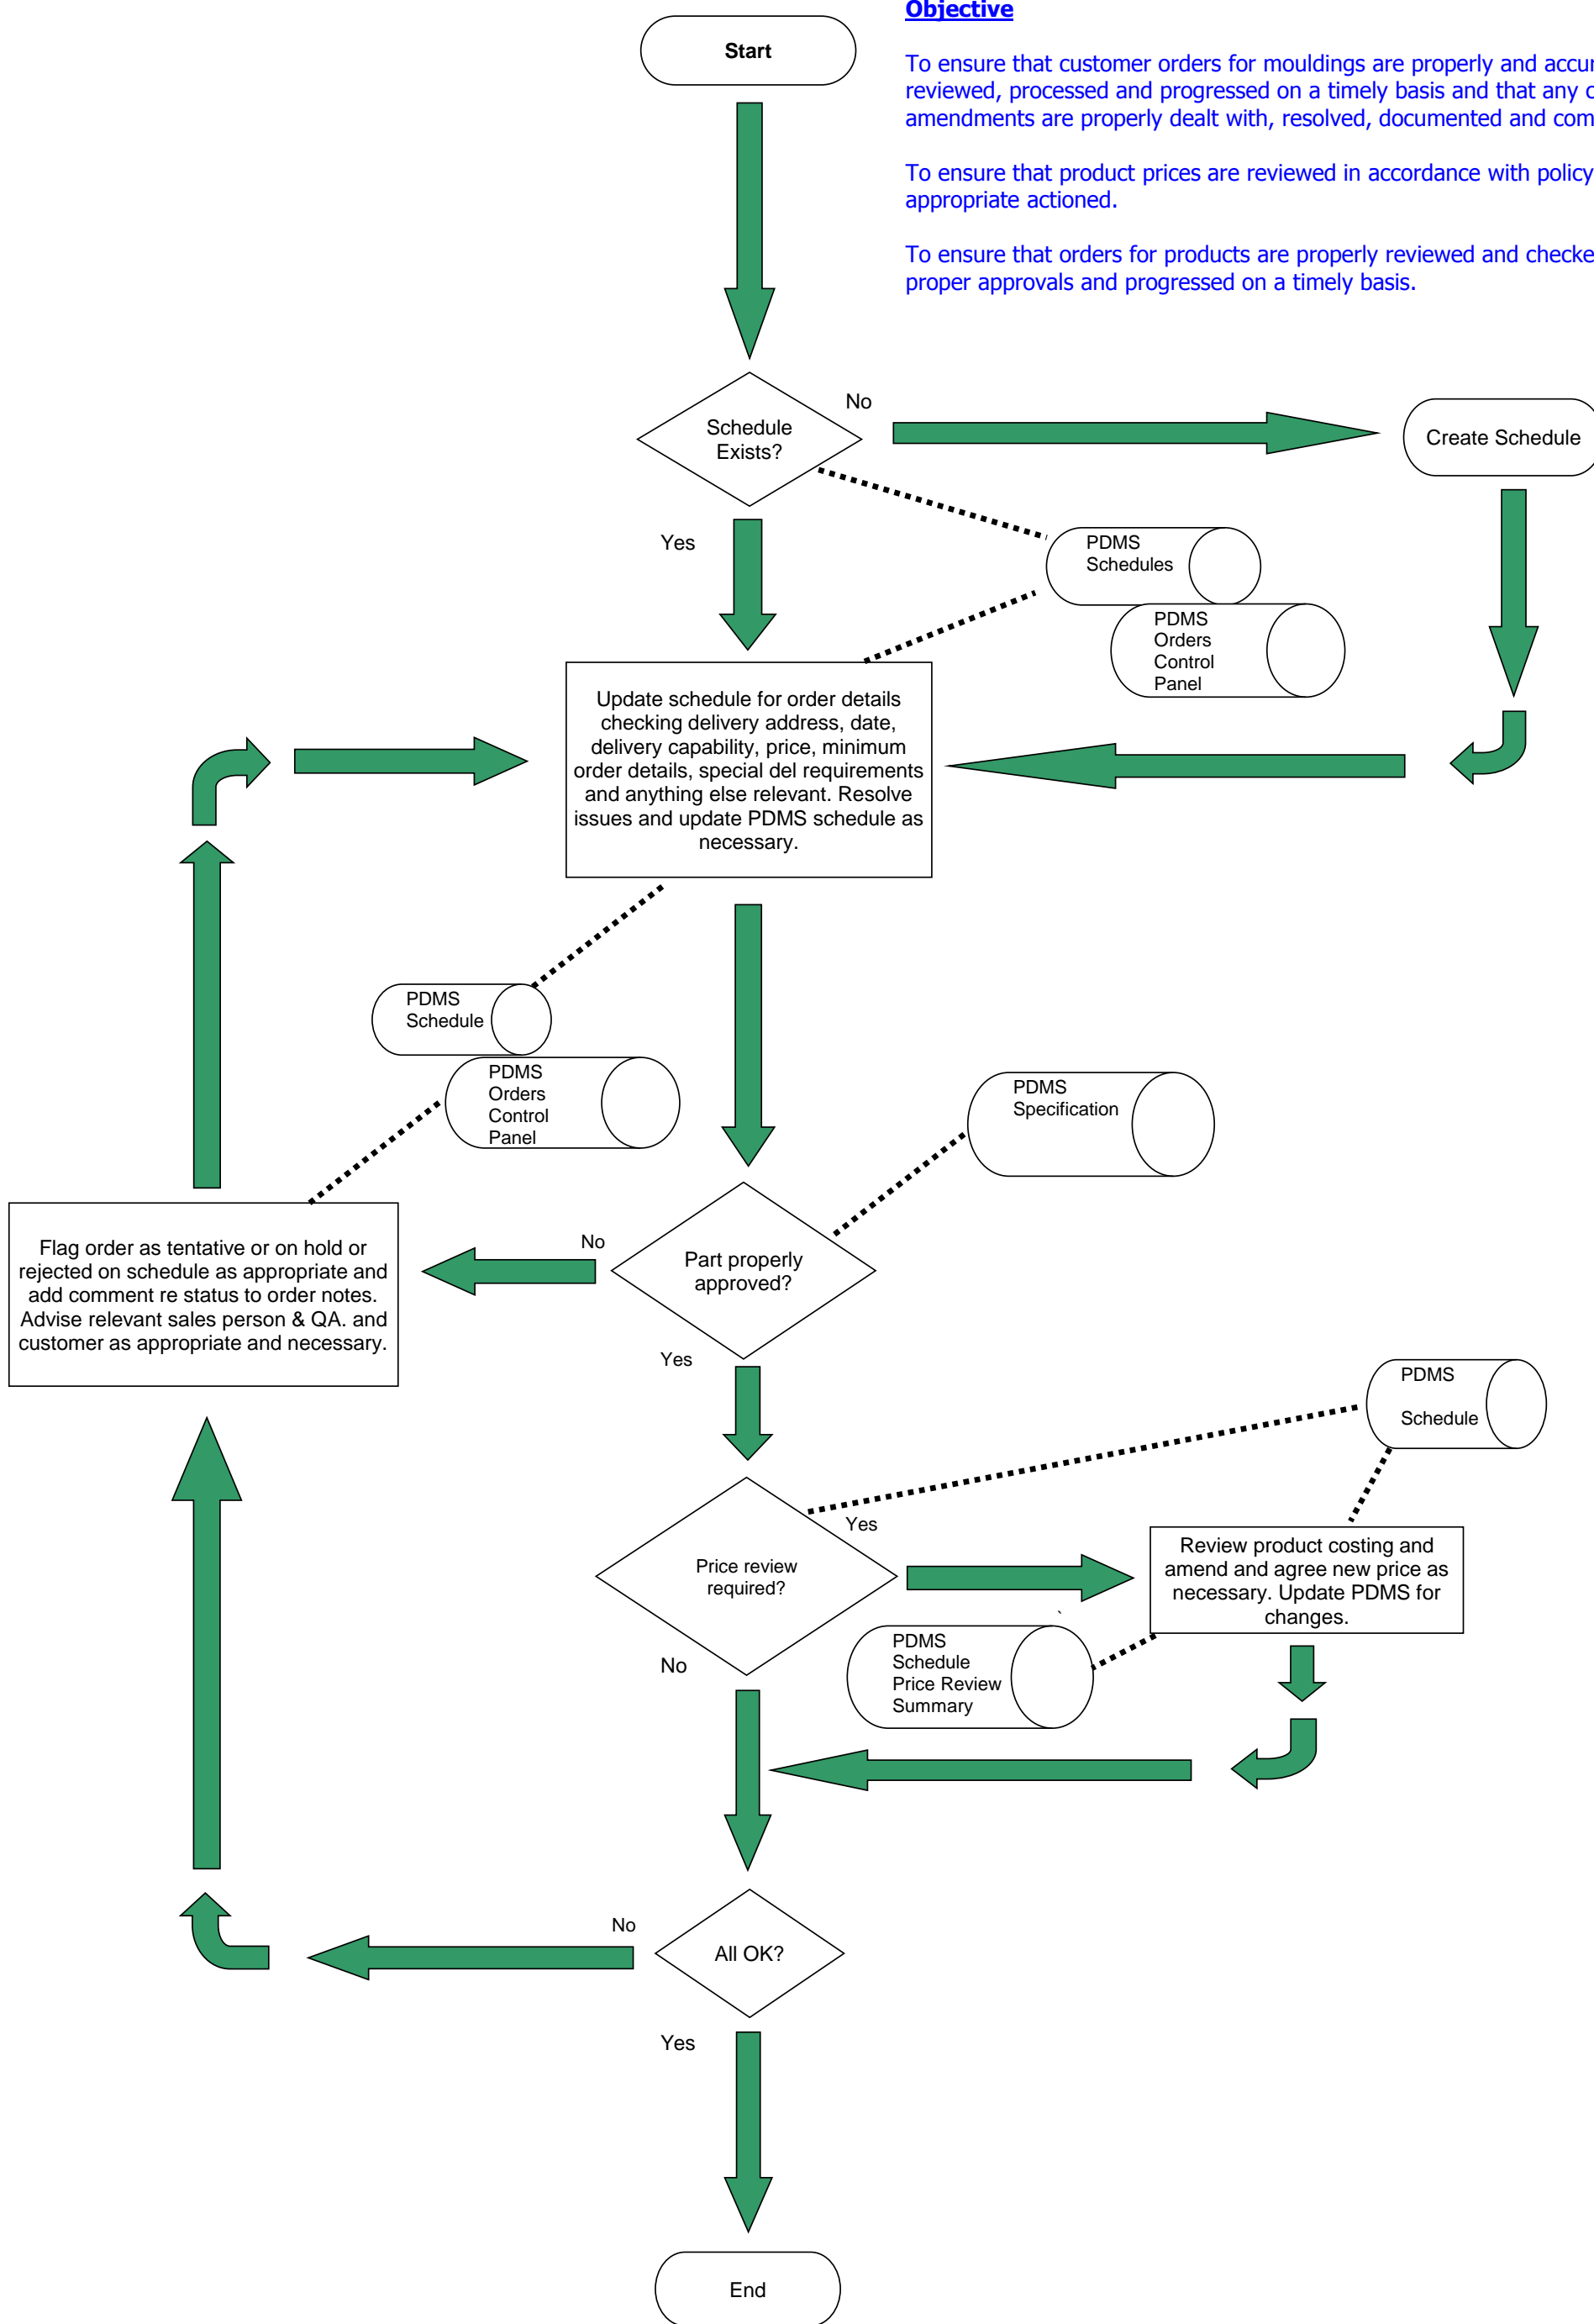 Objective
Start
To ensure that customer orders for mouldings are properly and
reviewed, processed and progressed on a timely basis and that any
amendments are properly dealt with, resolved, documented and
To ensure that product prices are reviewed in accordance with policy
appropriate actioned.
To ensure that orders for products are properly reviewed and
proper approvals and progressed on a timely basis.
No
Schedule
Exists?
Create Schedule
Yes
PDMS
Schedules
PDMS
Orders
Control
Panel
Update schedule for order details
checking delivery address, date,
delivery capability, price, minimum
order details, special del requirements
and anything else relevant. Resolve
issues and update PDMS schedule as
necessary.
PDMS
Schedule
PDMS
Orders
Control
Panel
PDMS
Specification
No
Part properly
approved?
Flag order as tentative or on hold or
rejected on schedule as appropriate and
add comment re status to order notes.
Advise relevant sales person & QA. and
customer as appropriate and necessary.
Yes
PDMS
Schedule
Yes
Price review
required?
Review product costing and
amend and agree new price as
necessary. Update PDMS for
changes.
No
PDMS
Schedule
Price Review
Summary
No
All OK?
Yes
End